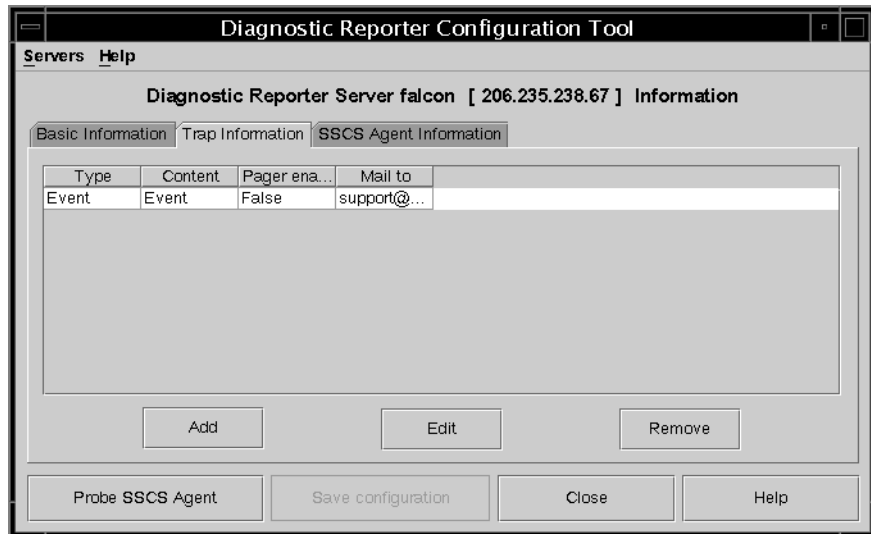 Diagnostic Reporter Configuration Tool
Servers Help
Diagnostic Reporter Server falcon [ 206.235.238.67 ] Information
Basic Information Trap Information SSCS Agent Information
Type Content Pager ena... Mail to
Event Event False support@...
Add Edit Remove
Probe SSCS Agent Save configuration Close Help